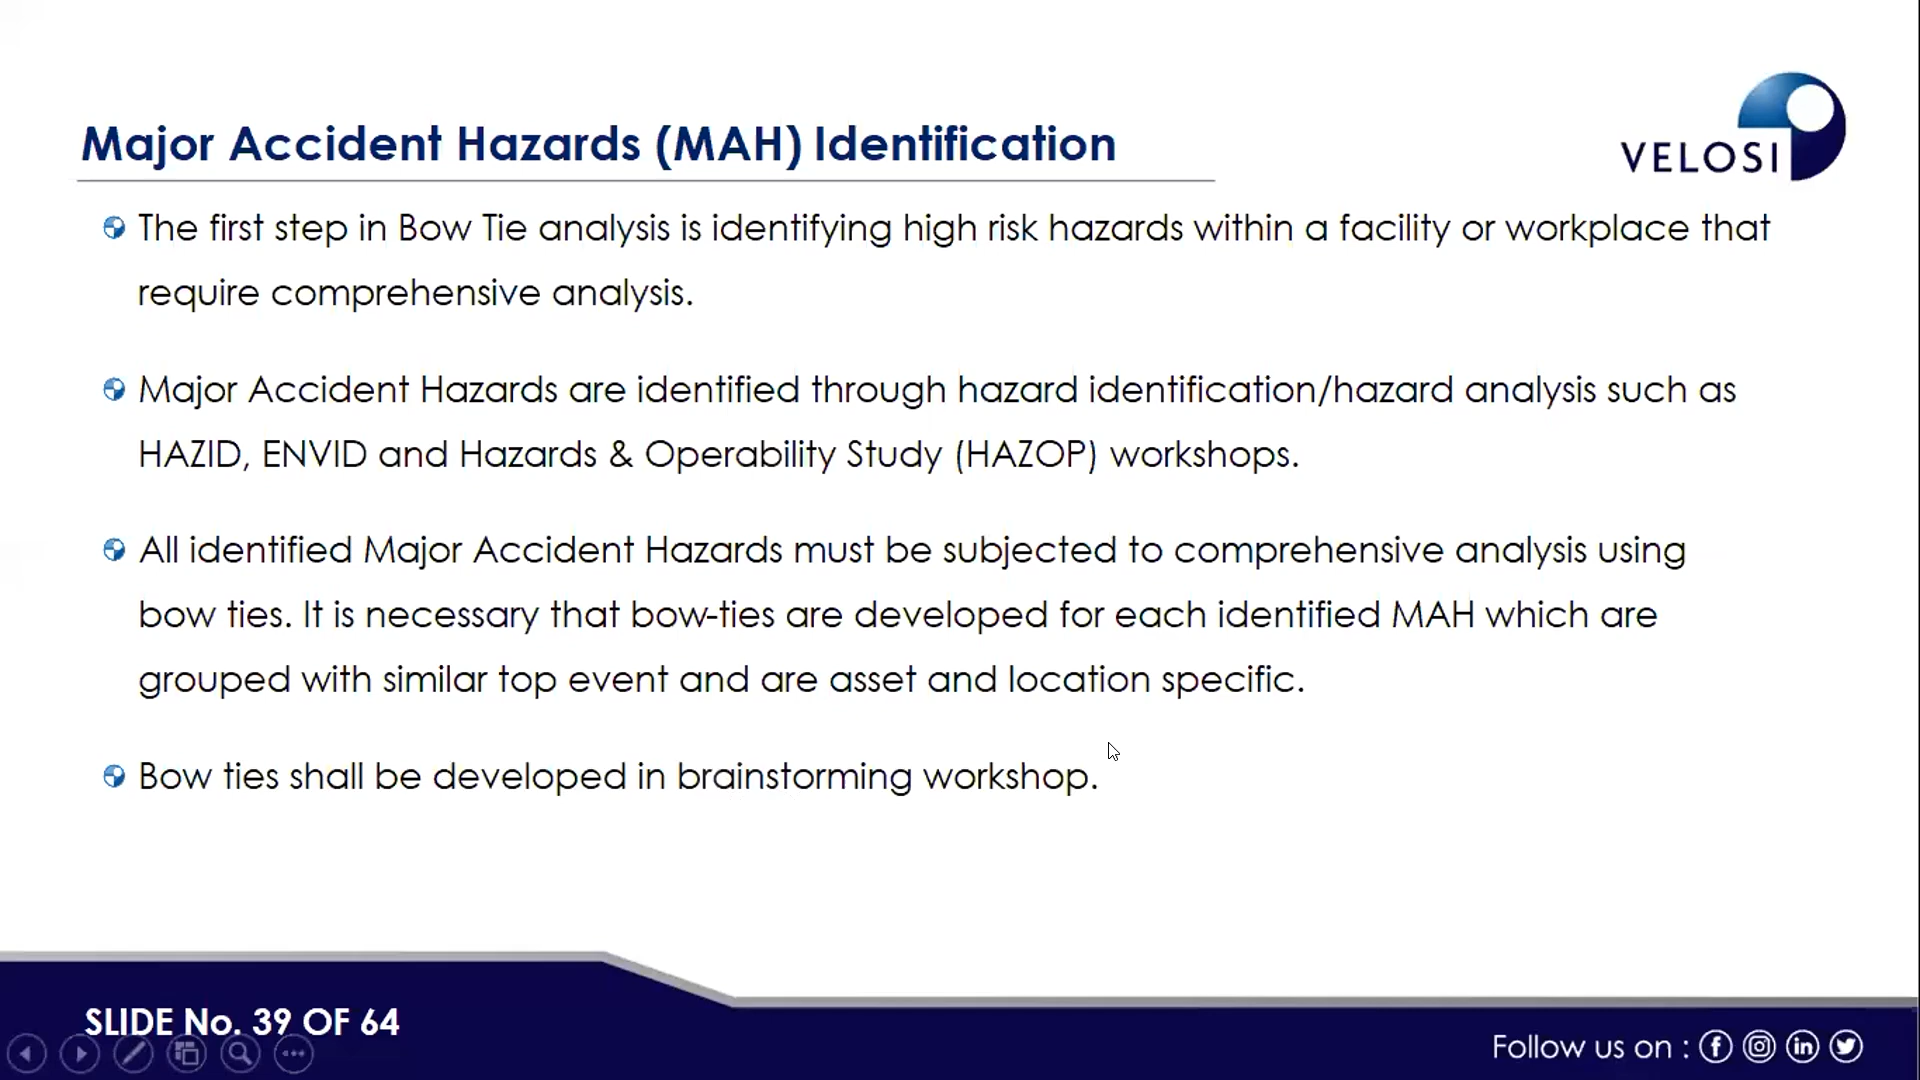 Major Accident Hazards (MAH) Identification
VELOSI
The first step in Bow Tie analysis is identifying high risk hazards within a facility or workplace that
require comprehensive analysis.
Major Accident Hazards are identified through hazard identification/hazard analysis such as
HAZID, ENVID and Hazards & Operability Study (HAZOP) workshops.
All identified Major Accident Hazards must be subjected to comprehensive analysis using
bow ties. It is necessary that bow-ties are developed for each identified MAH which are
grouped with similar top event and are asset and location specific.
Bow ties shall be developed in brainstorming workshop.
SLIDE No. 39 OF 64
Follow us on :